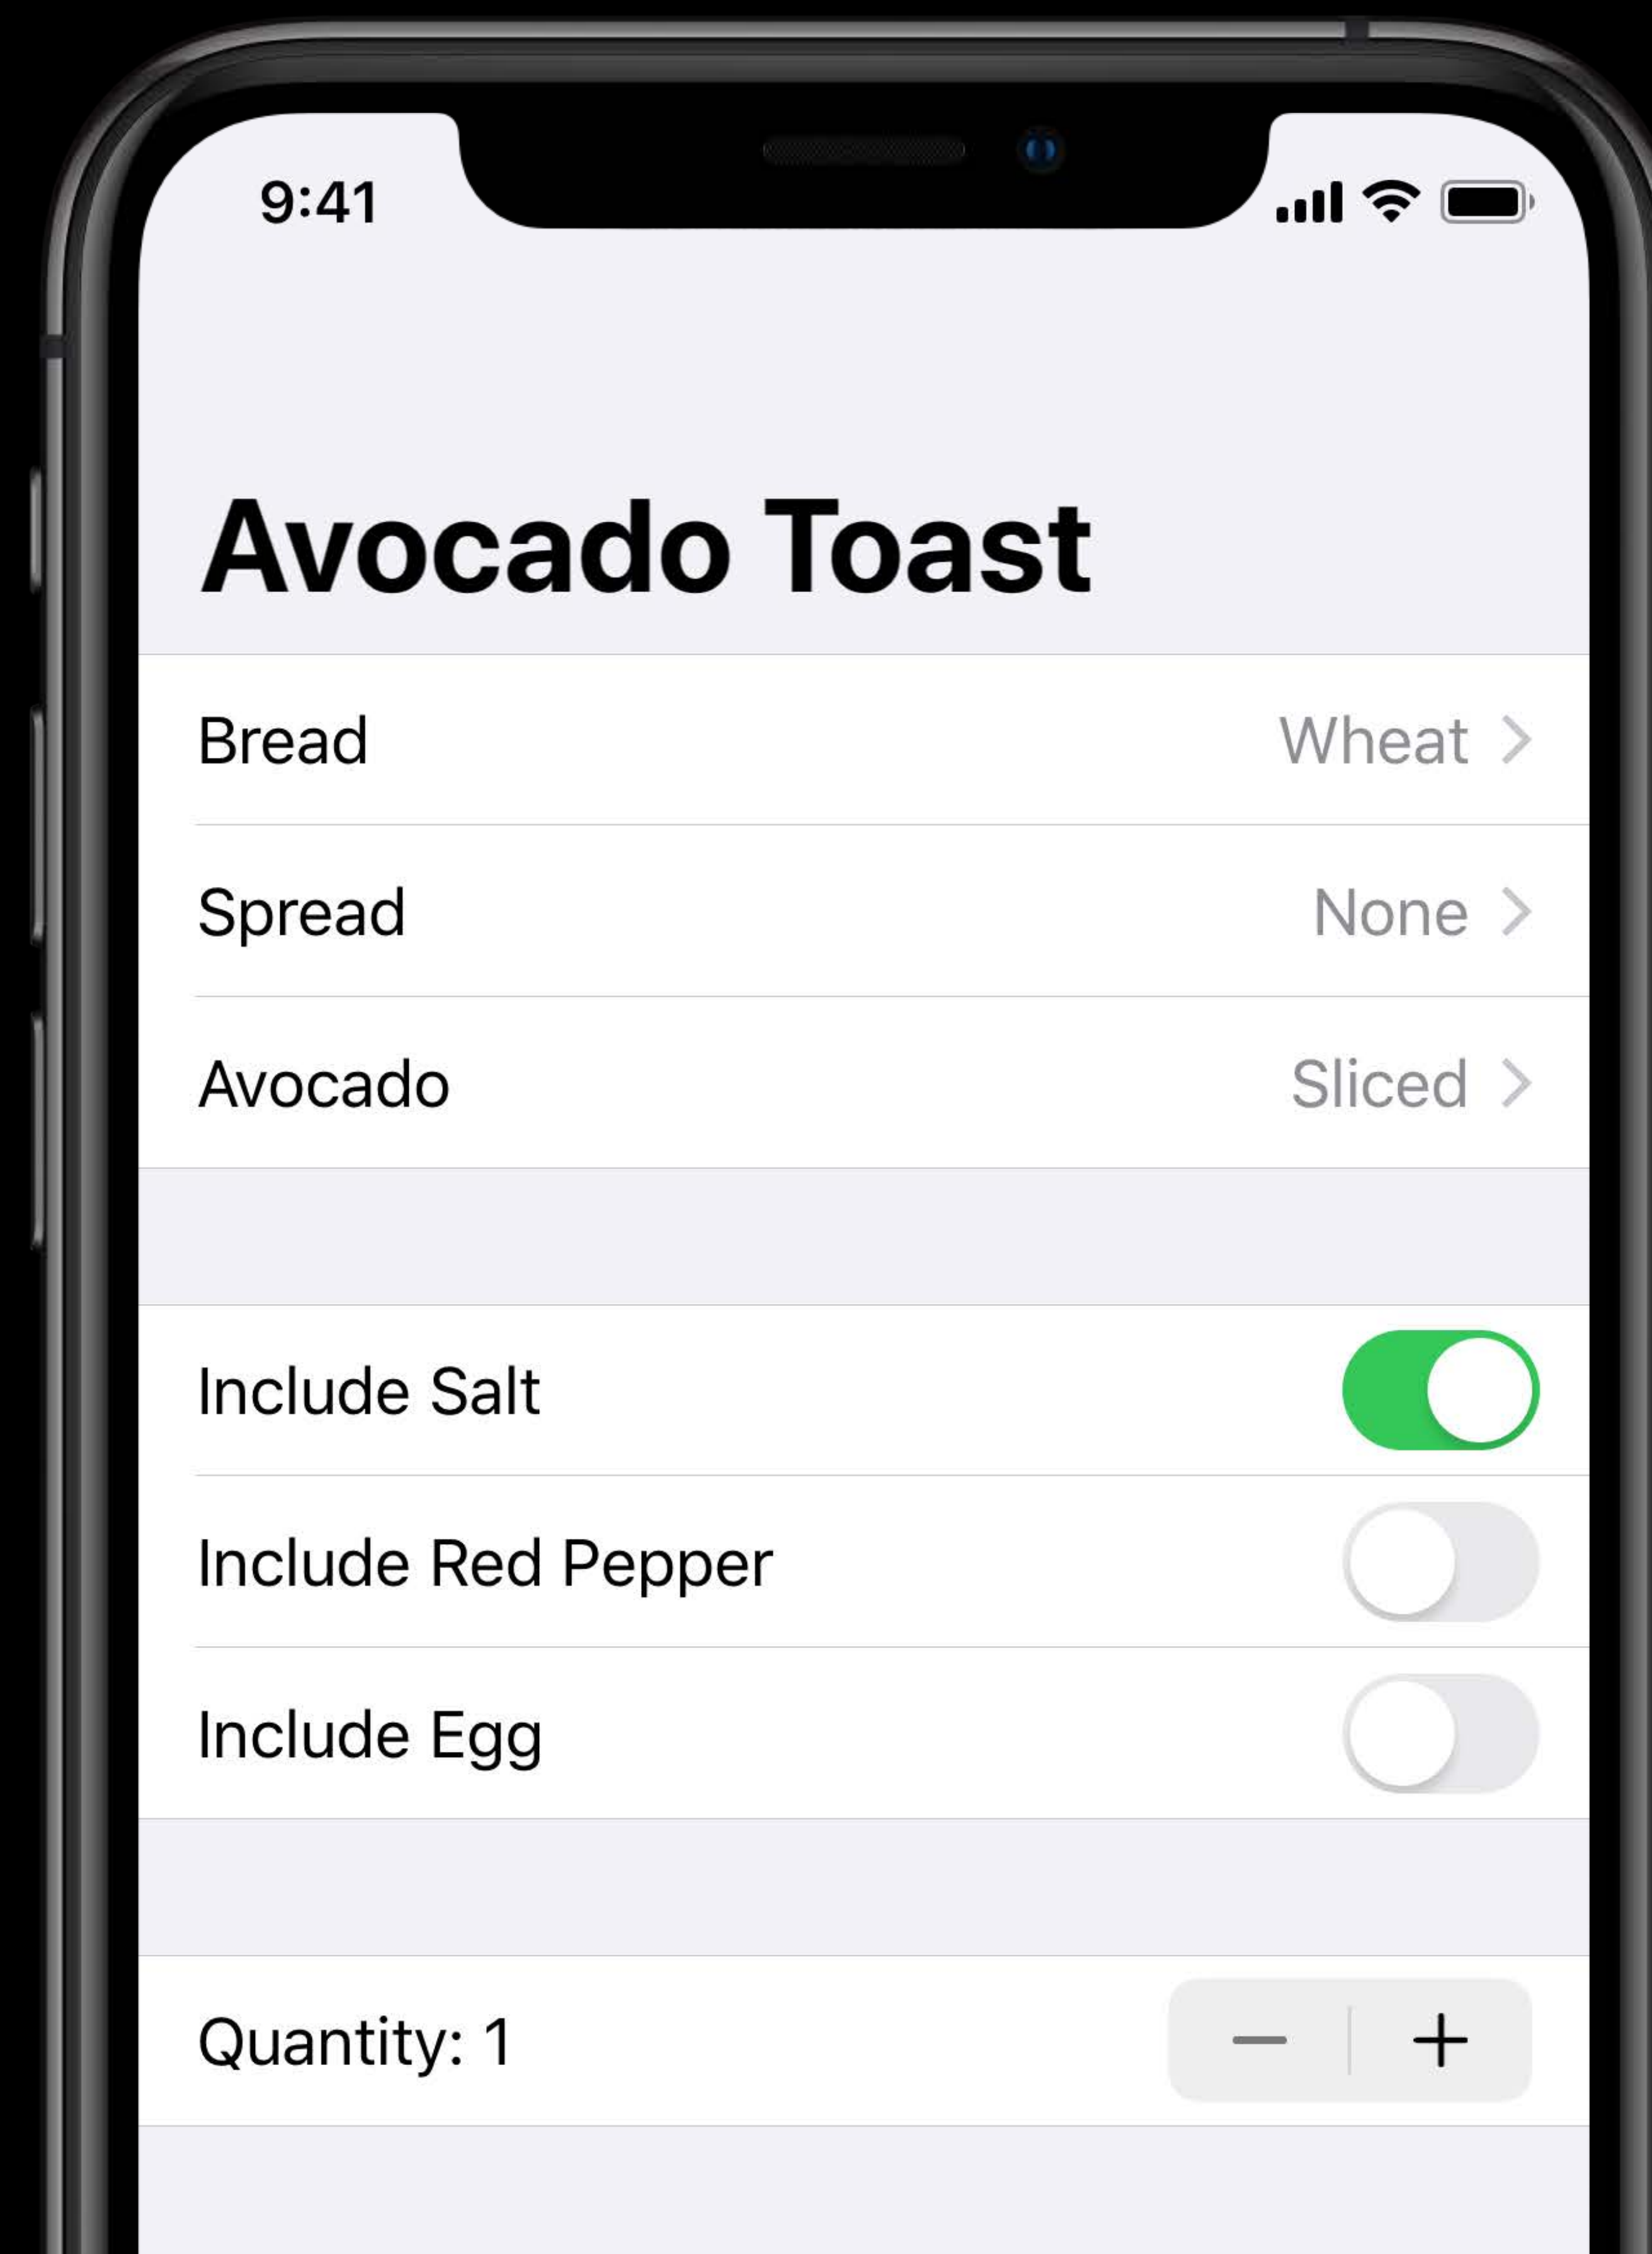 9:41
Avocado Toast
Bread Wheat
Spread None
Avocado Sliced
Include Salt
Include Red Pepper
Include Egg
Quantity: 1